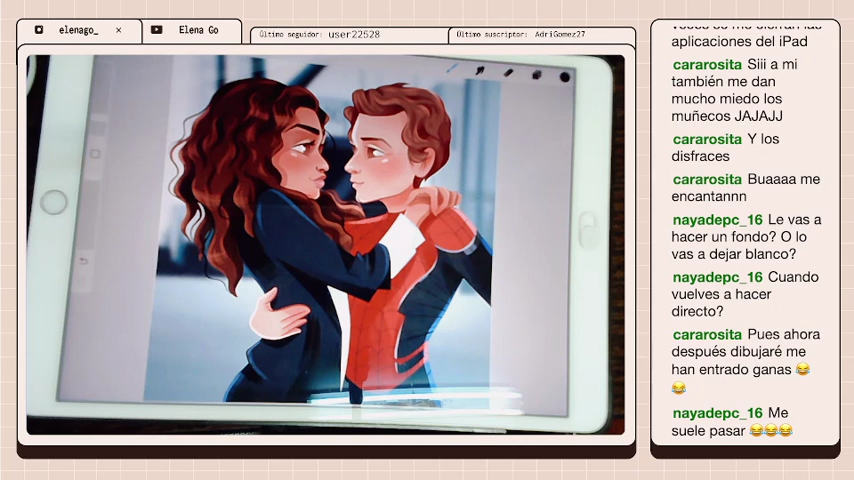 elenago_ ×
Elena Go
Último seguidor: user22528
Último suscriptor: AdriGomez27
aplicaciones del iPad
cararosita Siii a mi
también me dan
mucho miedo los
muñecos JAJAJJ
cararosita Y los
disfraces
cararosita Buaaaa me
encantannn
nayadepc_16 Le vas a
hacer un fondo? O lo
vas a dejar blanco?
nayadepc_16 Cuando
vuelves a hacer
directo?
cararosita Pues ahora
después dibujaré me
han entrado ganas 😂
😂
nayadepc_16 Me
suele pasar 😂😂😂